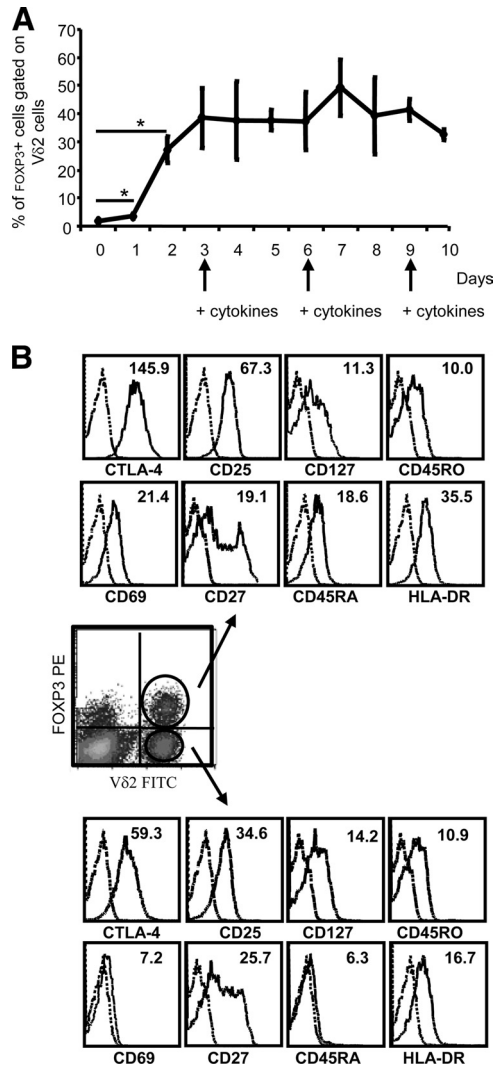 A
% of FOXP3+ cells gated on
Vδ2 cells
70
60
50
40
30
20
10
0
*
*
0 1 2 3 4 5 6 7 8 9 10
Days
+ cytokines + cytokines + cytokines
B
145.9 67.3 11.3 10.0
CTLA-4 CD25 CD127 CD45RO
21.4 19.1 18.6 35.5
CD69 CD27 CD45RA HLA-DR
FOXP3 PE
Vδ2 FITC
59.3 34.6 14.2 10.9
CTLA-4 CD25 CD127 CD45RO
7.2 25.7 6.3 16.7
CD69 CD27 CD45RA HLA-DR